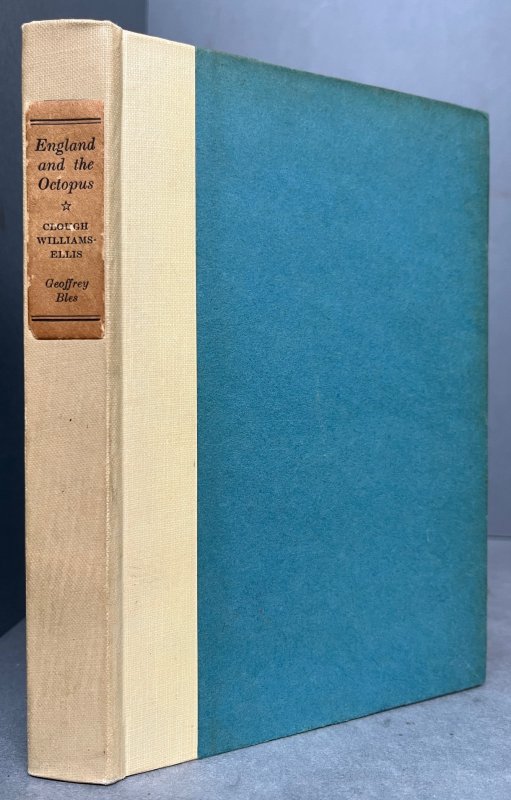 England
and the
Octopus
☆
CLOUGH
WILLIAMS-
ELLIS
Geoffrey
Bles